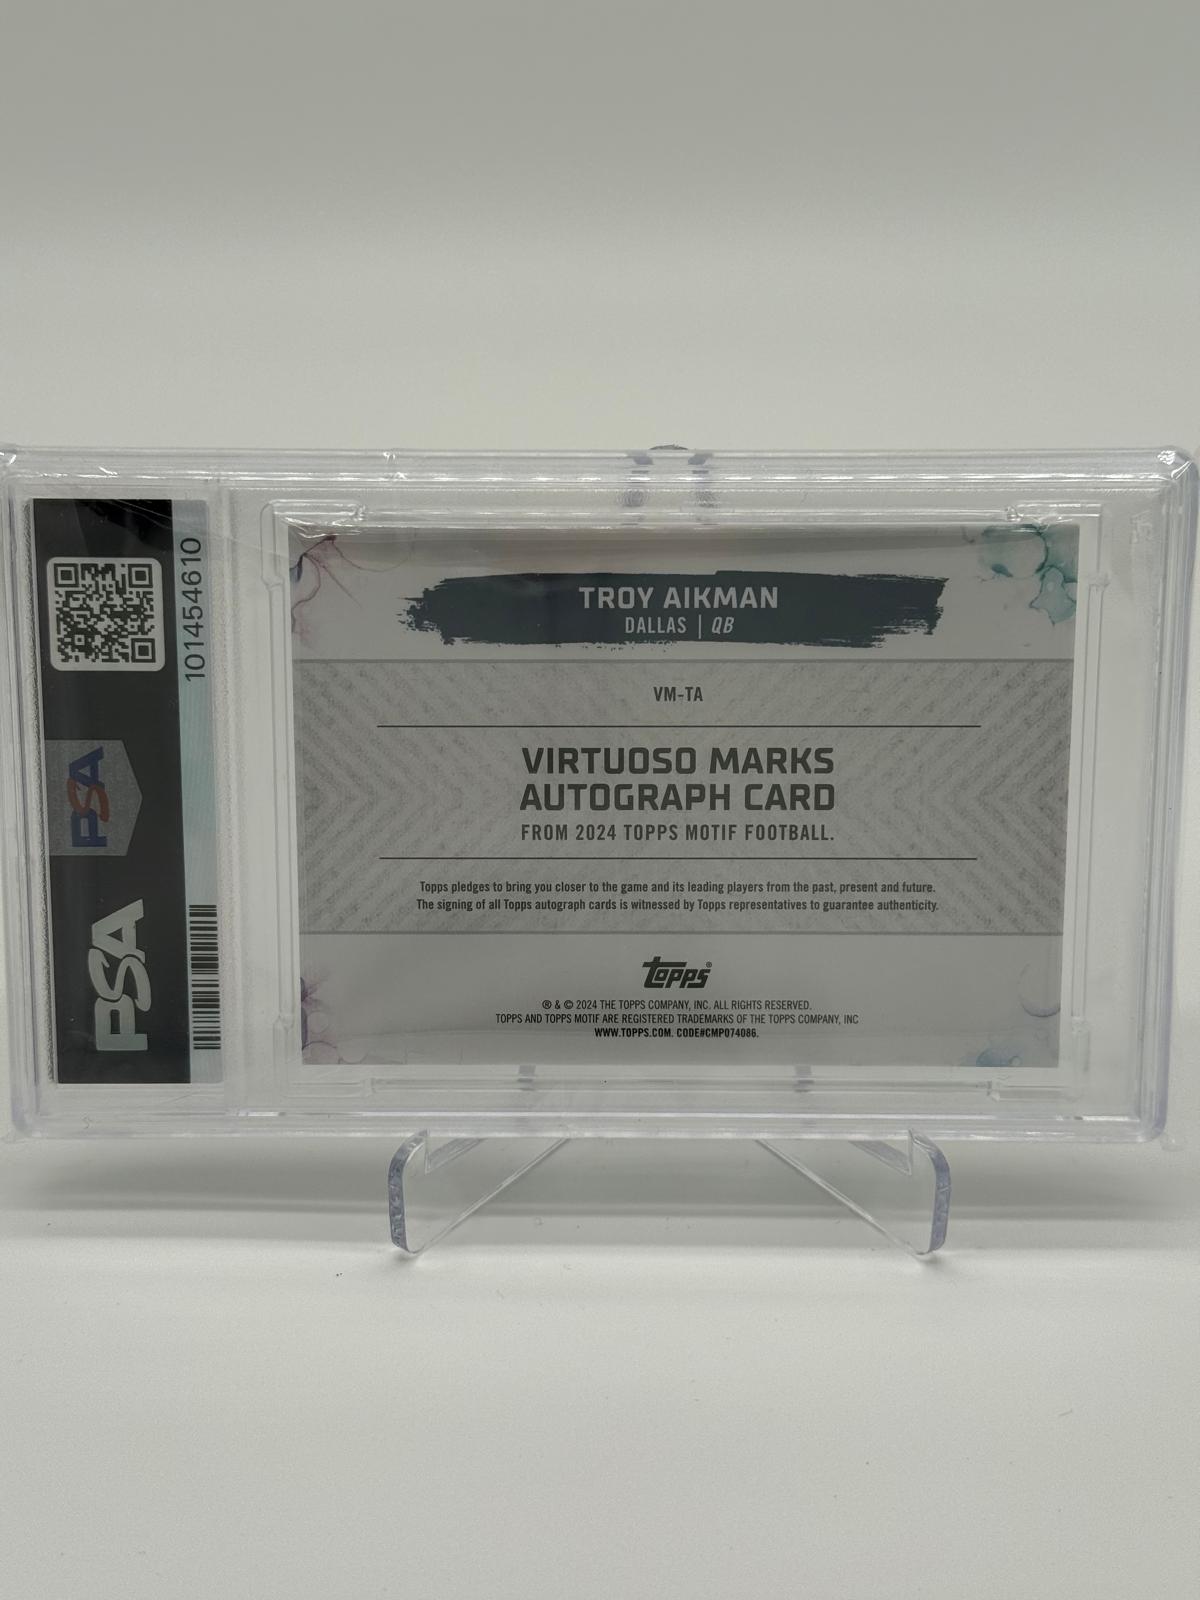 101454610
PSA
PSA
TROY AIKMAN
DALLAS | QB
VM-TA
VIRTUOSO MARKS
AUTOGRAPH CARD
FROM 2024 TOPPS MOTIF FOOTBALL.
Topps pledges to bring you closer to the game and its leading players from the past, present and future.
The signing of all Topps autograph cards is witnessed by Topps representatives to guarantee authenticity.
Topps®
® & © 2024 THE TOPPS COMPANY, INC. ALL RIGHTS RESERVED.
TOPPS AND TOPPS MOTIF ARE REGISTERED TRADEMARKS OF THE TOPPS COMPANY, INC
WWW.TOPPS.COM. CODE#CMP074086.